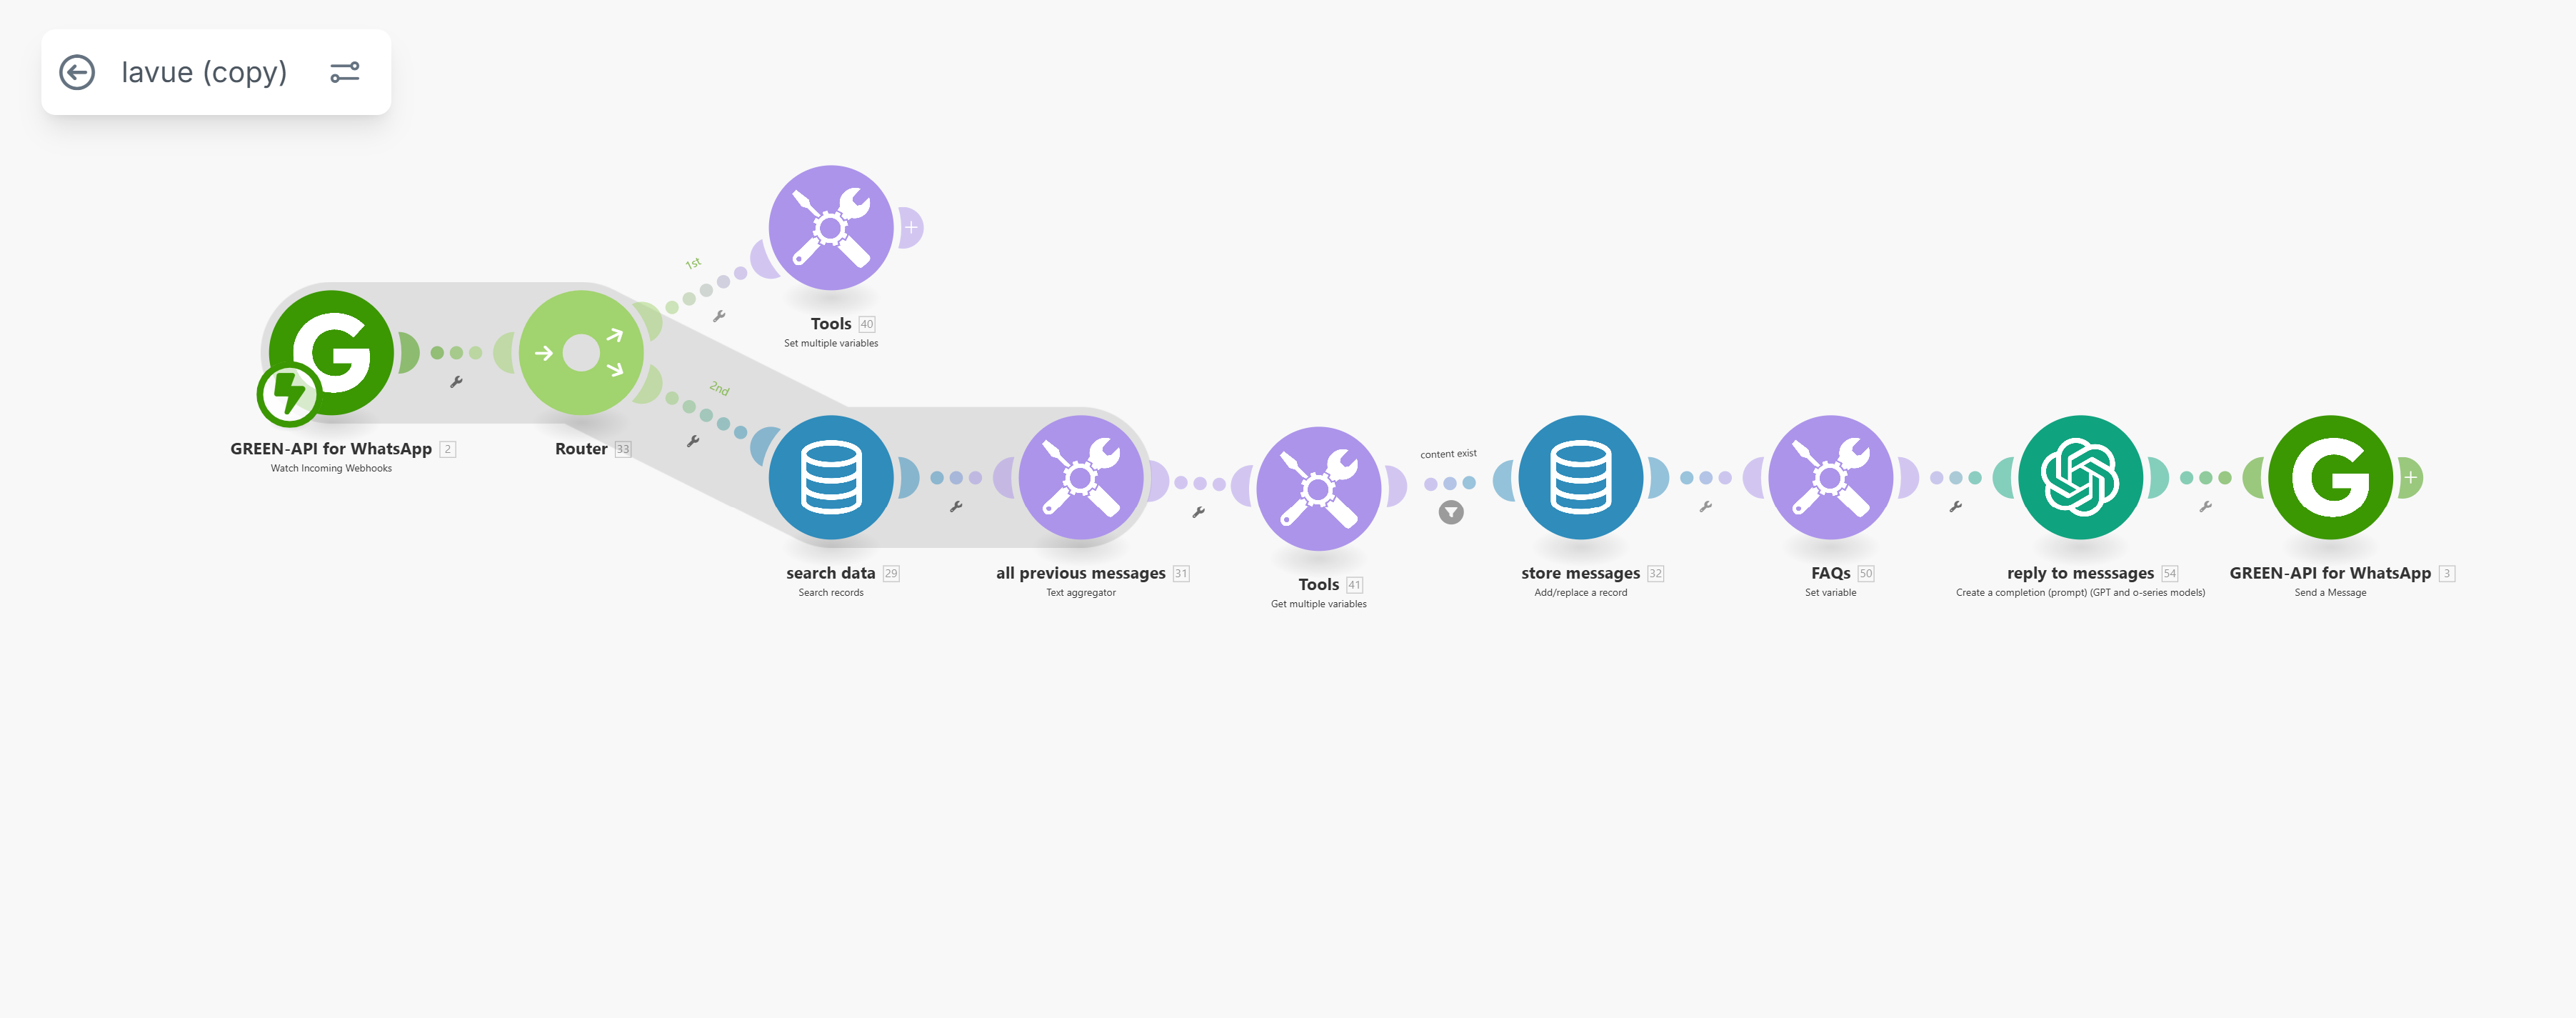 lavue (copy)
1st
Tools 40
Set multiple variables
GREEN-API for WhatsApp 2
Watch Incoming Webhooks
Router 33
2nd
search data 29
Search records
all previous messages 31
Text aggregator
Tools 41
Get multiple variables
content exist
store messages 32
Add/replace a record
FAQs 50
Set variable
reply to messsages 54
Create a completion (prompt) (GPT and o-series models)
GREEN-API for WhatsApp 3
Send a Message